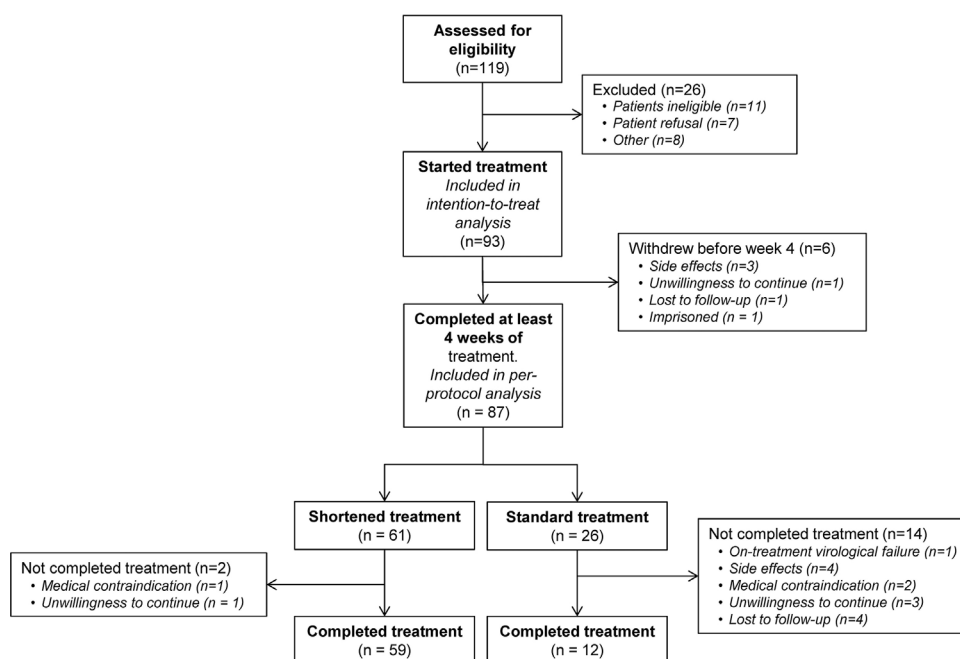 Assessed for
eligibility
(n=119)
Excluded (n=26)
• Patients ineligible (n=11)
• Patient refusal (n=7)
• Other (n=8)
Started treatment
Included in
intention-to-treat
analysis
(n=93)
Withdrew before week 4 (n=6)
• Side effects (n=3)
• Unwillingness to continue (n=1)
• Lost to follow-up (n=1)
• Imprisoned (n = 1)
Completed at least
4 weeks of
treatment.
Included in per-
protocol analysis
(n = 87)
Shortened treatment
(n = 61)
Standard treatment
(n = 26)
Not completed treatment (n=2)
• Medical contraindication (n=1)
• Unwillingness to continue (n = 1)
Not completed treatment (n=14)
• On-treatment virological failure (n=1)
• Side effects (n=4)
• Medical contraindication (n=2)
• Unwillingness to continue (n=3)
• Lost to follow-up (n=4)
Completed treatment
(n = 59)
Completed treatment
(n = 12)